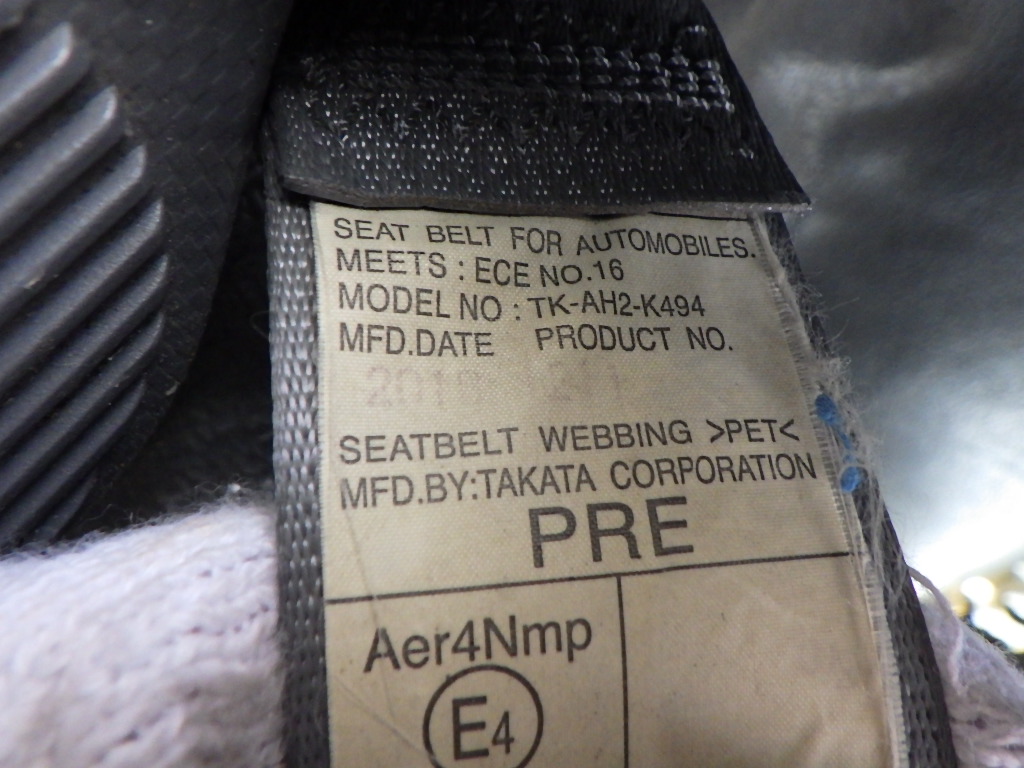 SEAT BELT FOR AUTOMOBILES.
MEETS : ECE NO.16
MODEL NO : TK-AH2-K494
MFD.DATE PRODUCT NO.
SEATBELT WEBBING >PET<
MFD.BY:TAKATA CORPORATION
PRE
Aer4Nmp
E4